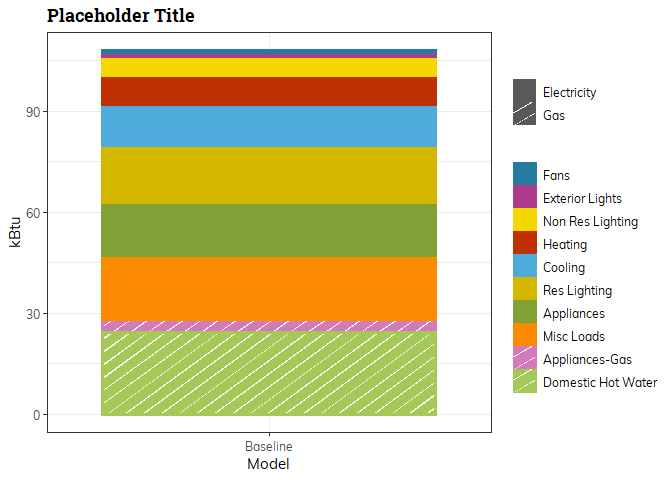 Placeholder Title
kBtu
90
60
30
0
Baseline
Model
Electricity
Gas
Fans
Exterior Lights
Non Res Lighting
Heating
Cooling
Res Lighting
Appliances
Misc Loads
Appliances-Gas
Domestic Hot Water